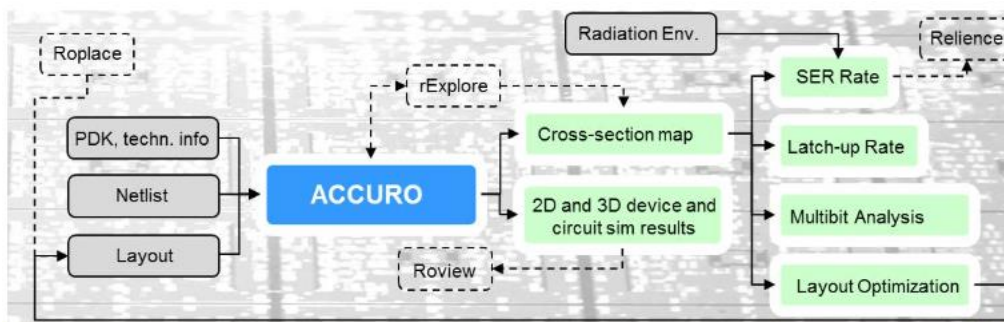 Radiation Env.
Relience
Roplace
SER Rate
rExplore
PDK, techn. info
Cross-section map
Latch-up Rate
Netlist
ACCURO
2D and 3D device and
circuit sim results
Multibit Analysis
Layout
Roview
Layout Optimization